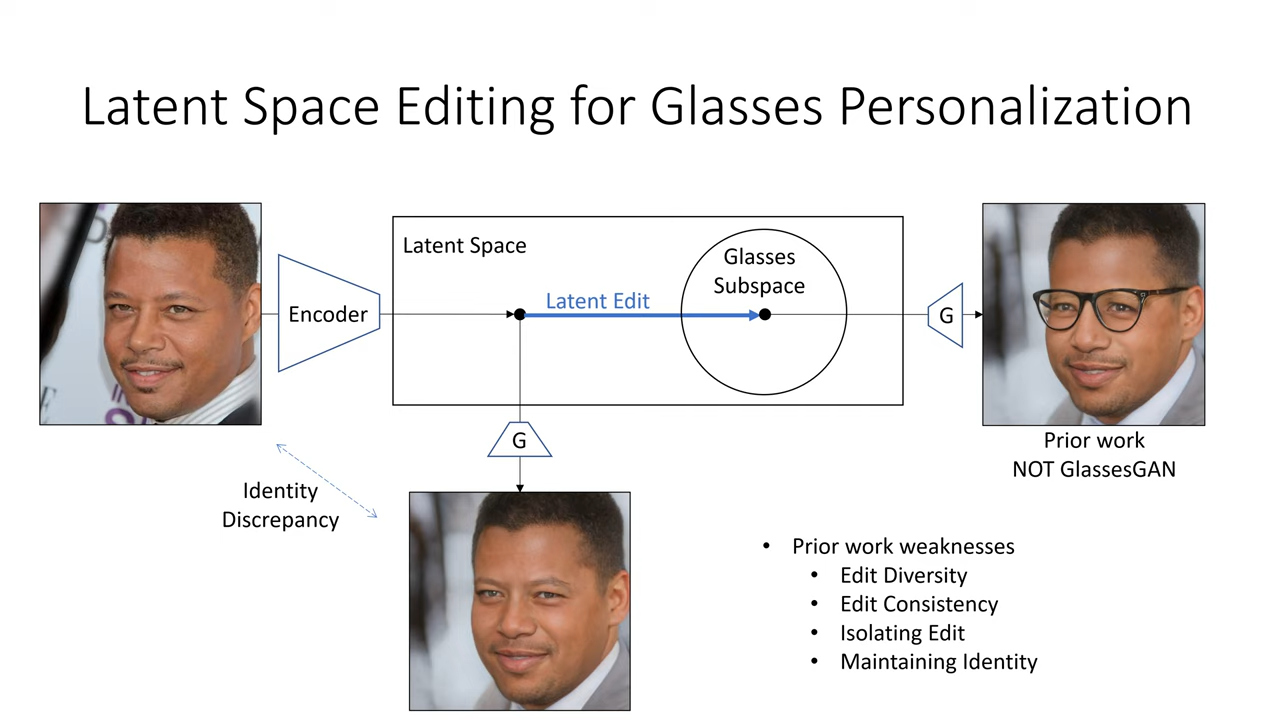 Latent Space Editing for Glasses Personalization
Latent Space
Glasses
Subspace
Latent Edit
Encoder
G
G
Prior work
NOT GlassesGAN
Identity
Discrepancy
• Prior work weaknesses
• Edit Diversity
• Edit Consistency
• Isolating Edit
• Maintaining Identity